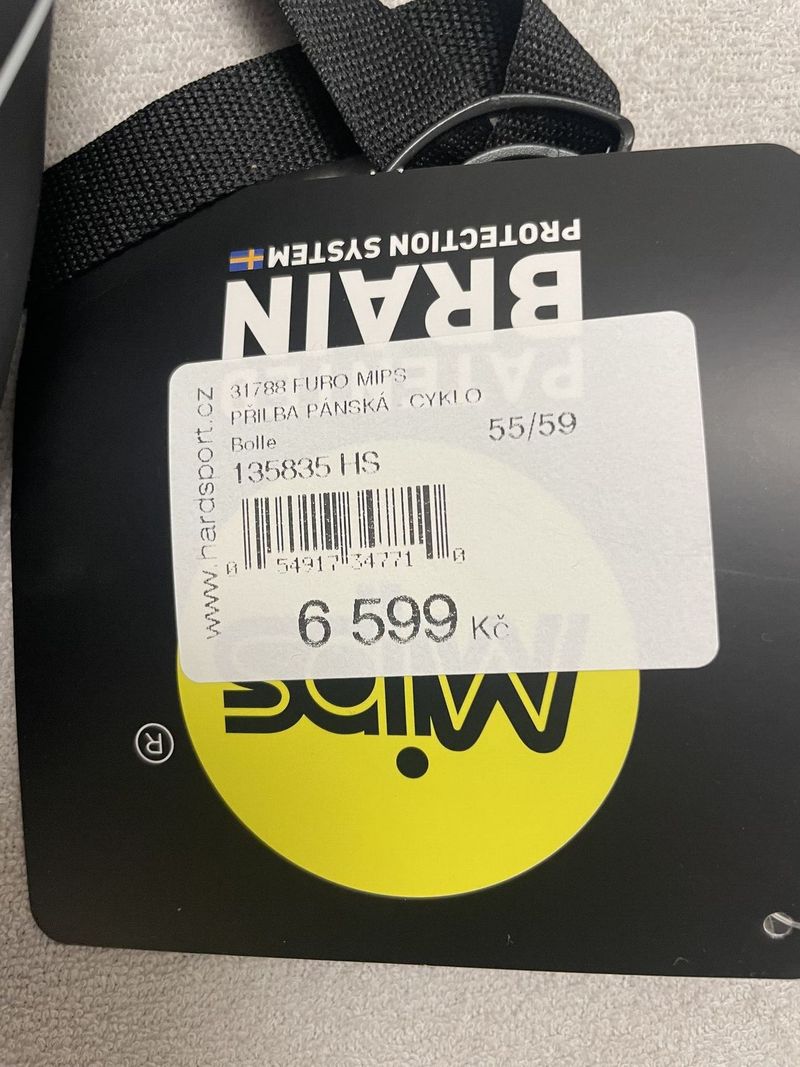 31788 EURO MIPS
PŘILBA PÁNSKÁ - CYKLO
Bolle
55/59
135835 HS
0 54917 34771 0
6 599 Kč
www.hardsport.cz
Mips
®
BRAIN
PROTECTION SYSTEM